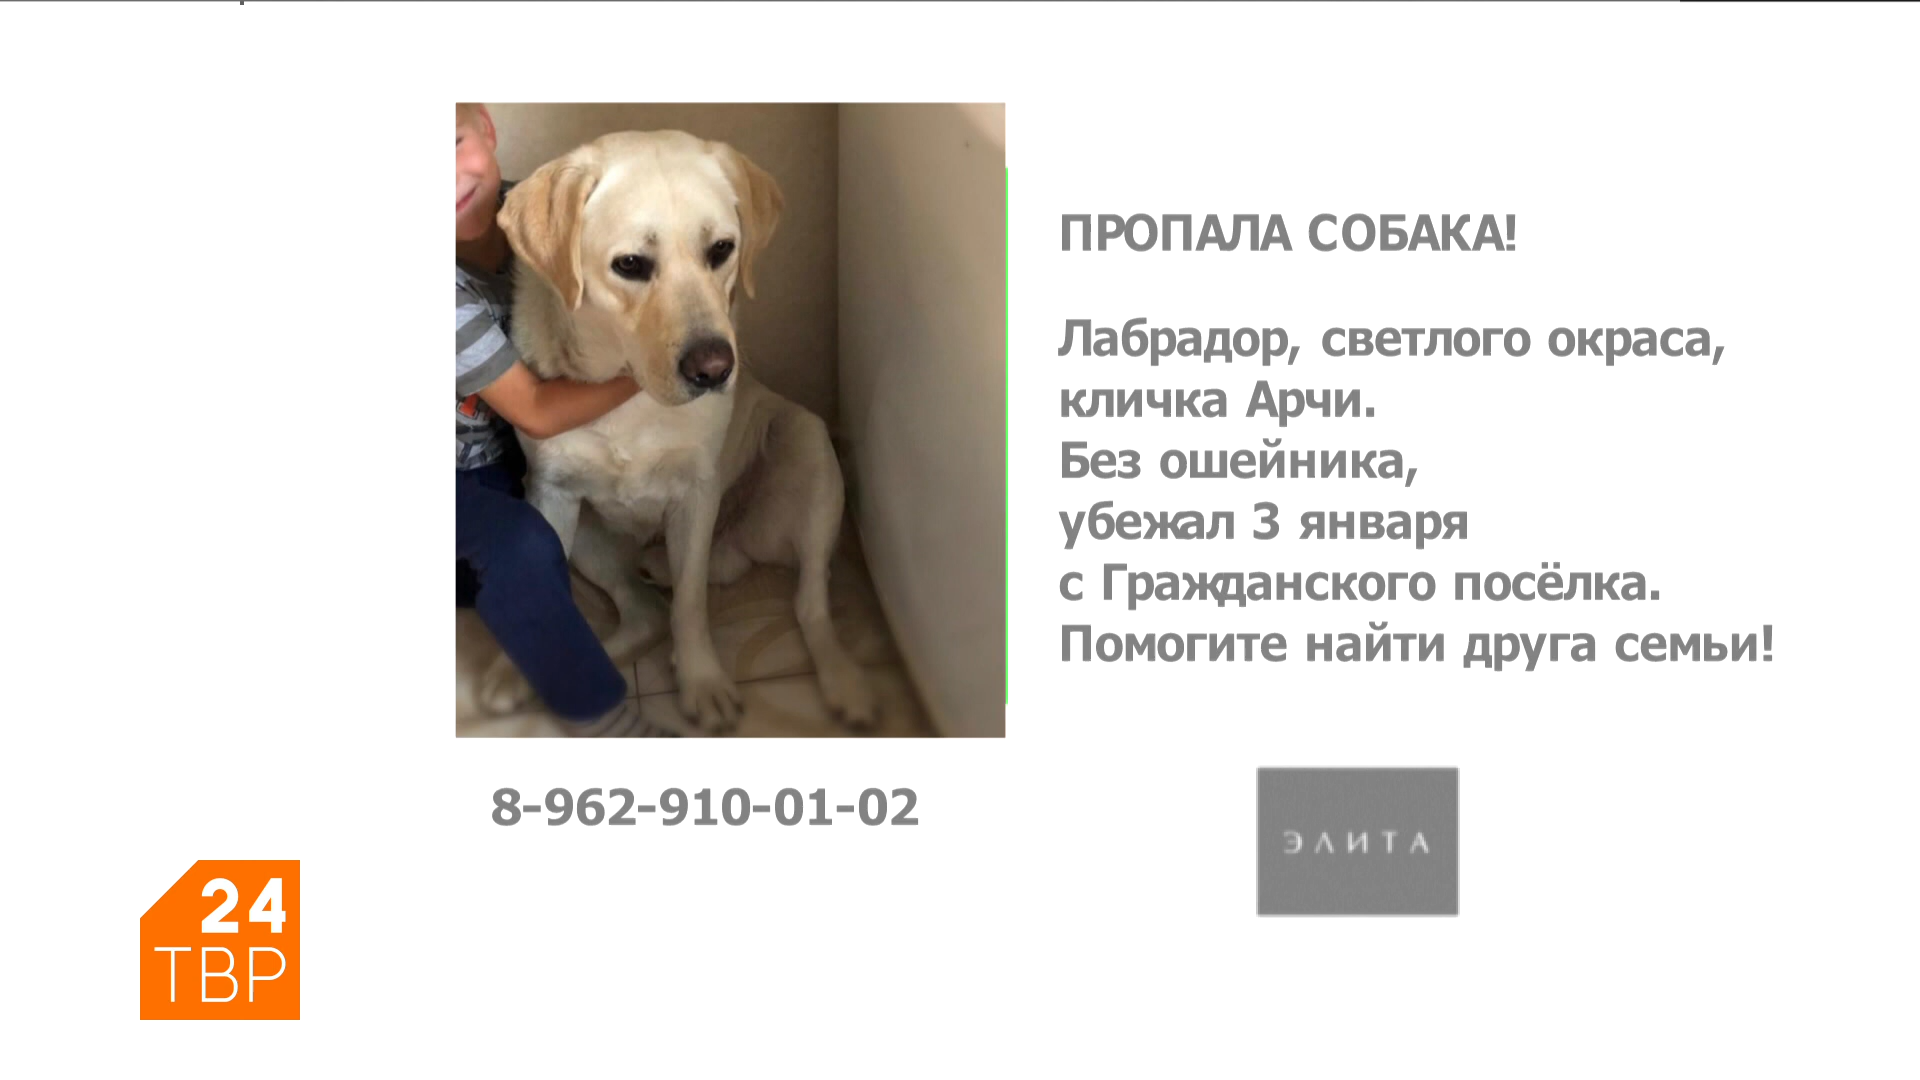 ПРОПАЛА СОБАКА!
Лабрадор, светлого окраса,
кличка Арчи.
Без ошейника,
убежал 3 января
с Гражданского посёлка.
Помогите найти друга семьи!
8-962-910-01-02
ЭЛИТА
24
ТВР